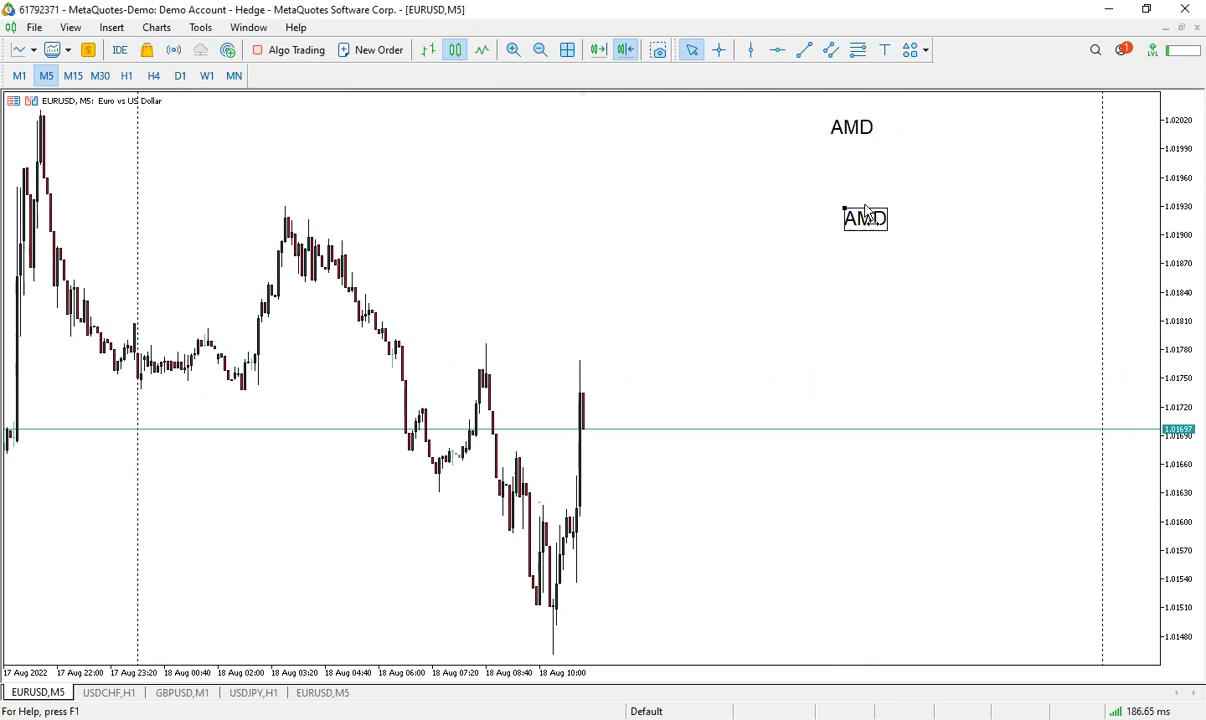 61792371 - MetaQuotes-Demo: Demo Account - Hedge - MetaQuotes Software Corp. - [EURUSD,M5]
File View Insert Charts Tools Window Help
IDE Algo Trading New Order 1 LVL
M1 M5 M15 M30 H1 H4 D1 W1 MN
EURUSD, M5: Euro vs US Dollar
AMD
AMD
1.02020
1.01990
1.01960
1.01930
1.01900
1.01870
1.01840
1.01810
1.01780
1.01750
1.01720
1.01697
1.01690
1.01660
1.01630
1.01600
1.01570
1.01540
1.01510
1.01480
17 Aug 2022 17 Aug 22:00 17 Aug 23:20 18 Aug 00:40 18 Aug 02:00 18 Aug 03:20 18 Aug 04:40 18 Aug 06:00 18 Aug 07:20 18 Aug 08:40 18 Aug 10:00
EURUSD,M5 USDCHF,H1 GBPUSD,M1 USDJPY,H1 EURUSD,M5
For Help, press F1 Default 186.65 ms